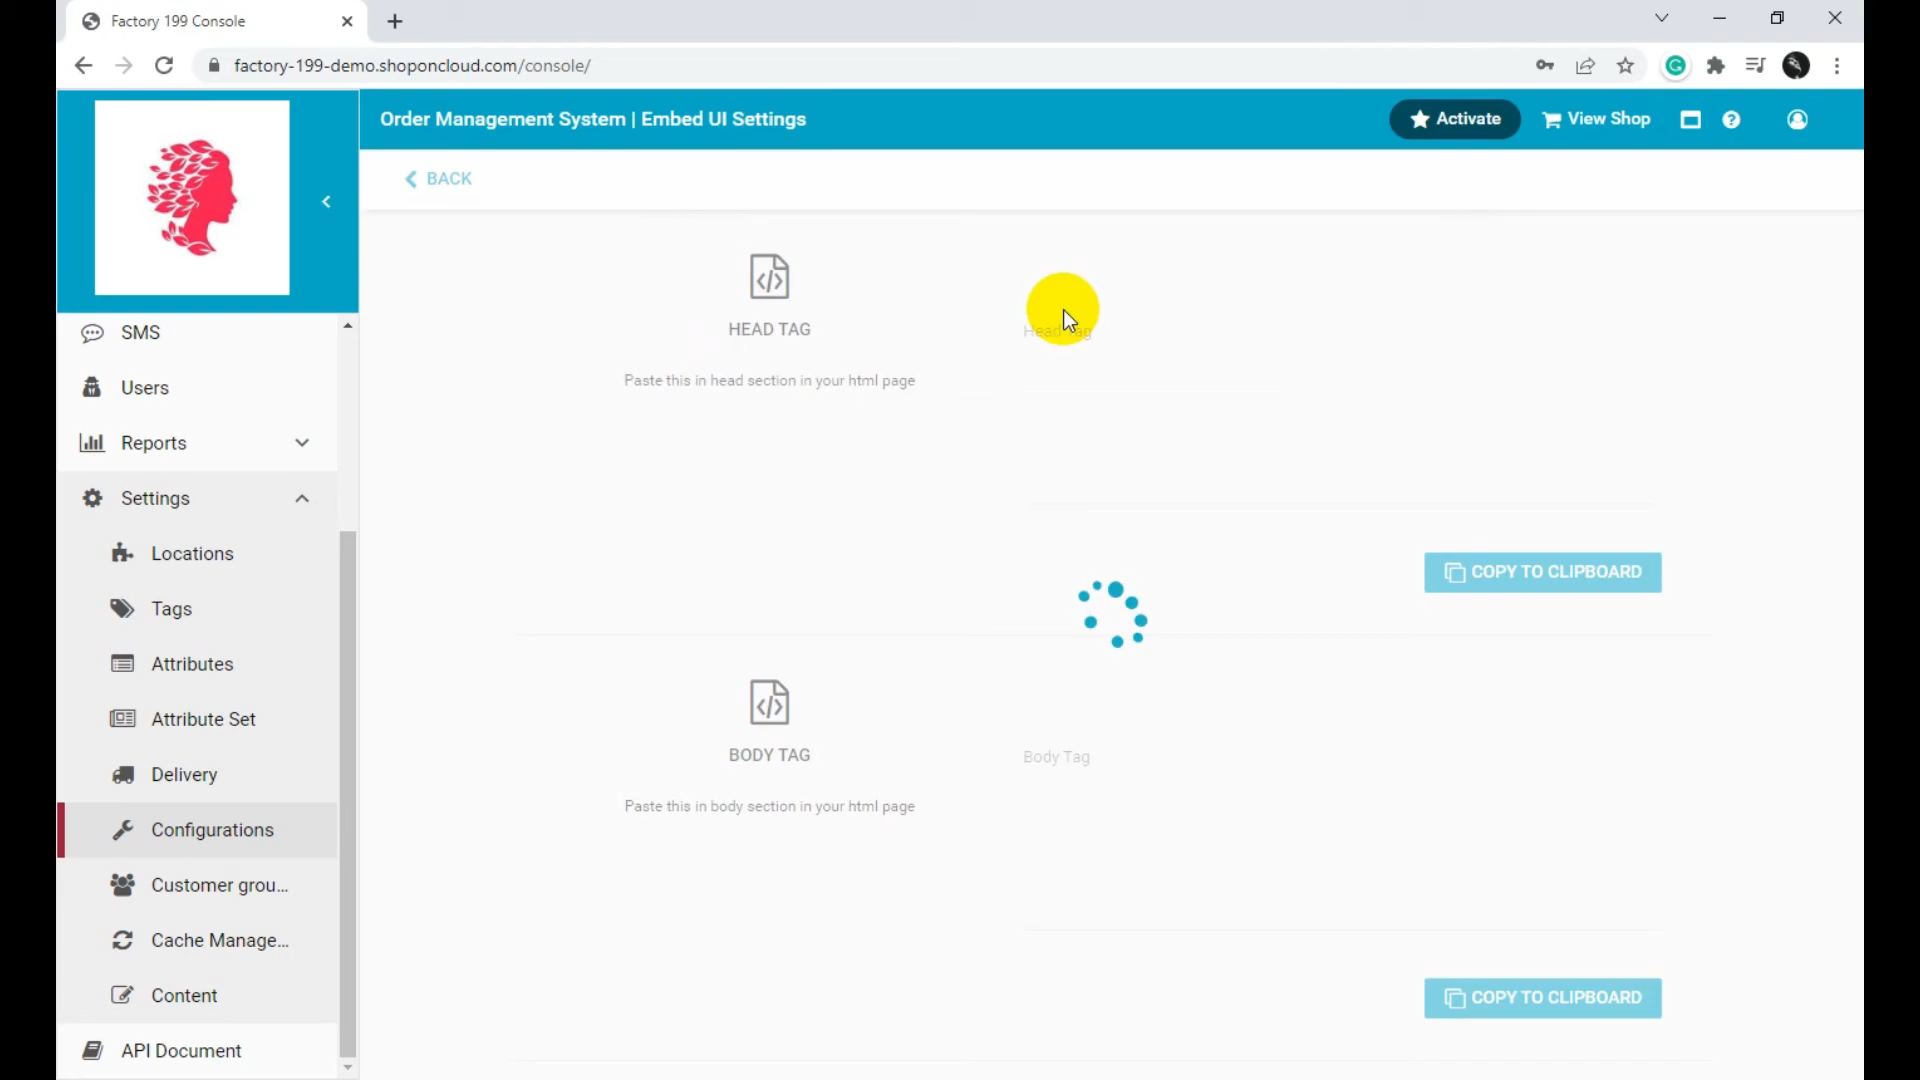 Factory 199 Console
factory-199-demo.shoponcloud.com/console/
Order Management System | Embed UI Settings
Activate
View Shop
BACK
SMS
Users
Reports
Settings
Locations
Tags
Attributes
Attribute Set
Delivery
Configurations
Customer grou...
Cache Manage...
Content
API Document
HEAD TAG
Paste this in head section in your html page
Head Tag
COPY TO CLIPBOARD
BODY TAG
Paste this in body section in your html page
Body Tag
COPY TO CLIPBOARD